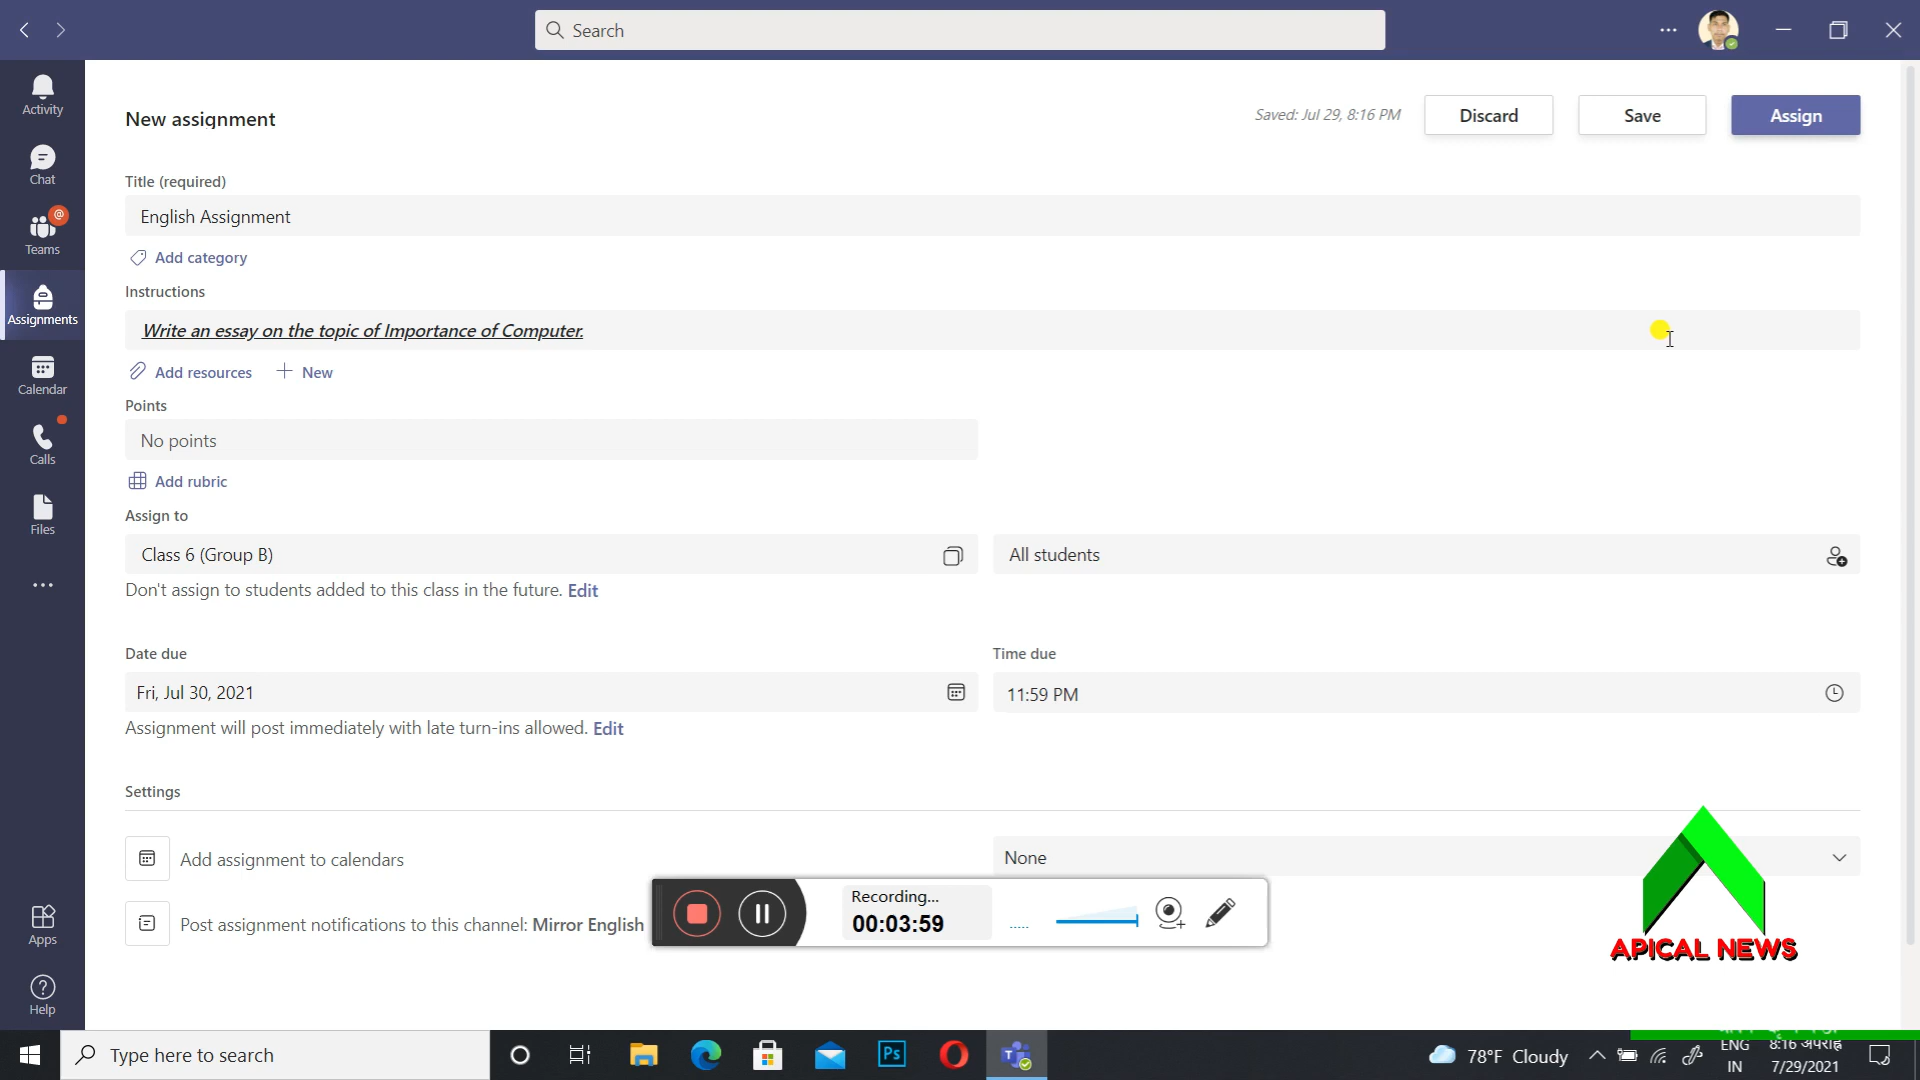 Search
Activity
Chat
@
Teams
Assignments
Calendar
Calls
Files
Apps
Help
New assignment
Saved: Jul 29, 8:16 PM
Discard
Save
Assign
Title (required)
English Assignment
Add category
Instructions
Write an essay on the topic of Importance of Computer.
Add resources
New
Points
No points
Add rubric
Assign to
Class 6 (Group B)
All students
Don't assign to students added to this class in the future. Edit
Date due
Time due
Fri, Jul 30, 2021
11:59 PM
Assignment will post immediately with late turn-ins allowed. Edit
Settings
Add assignment to calendars
None
Post assignment notifications to this channel: Mirror English
Recording...
00:03:59
APICAL NEWS
Type here to search
Ps
78°F Cloudy
ENG
IN
8:16 अपराह्न
7/29/2021